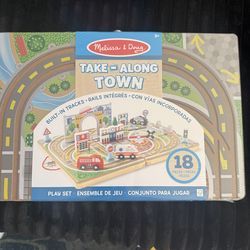 Melissa & Doug
TAKE-ALONG
TOWN
BUILT-IN TRACKS • RAILS INTÉGRÉS • CON VÍAS INCORPORADAS
18
PLAY SET • ENSEMBLE DE JEU • CONJUNTO PARA JUGAR